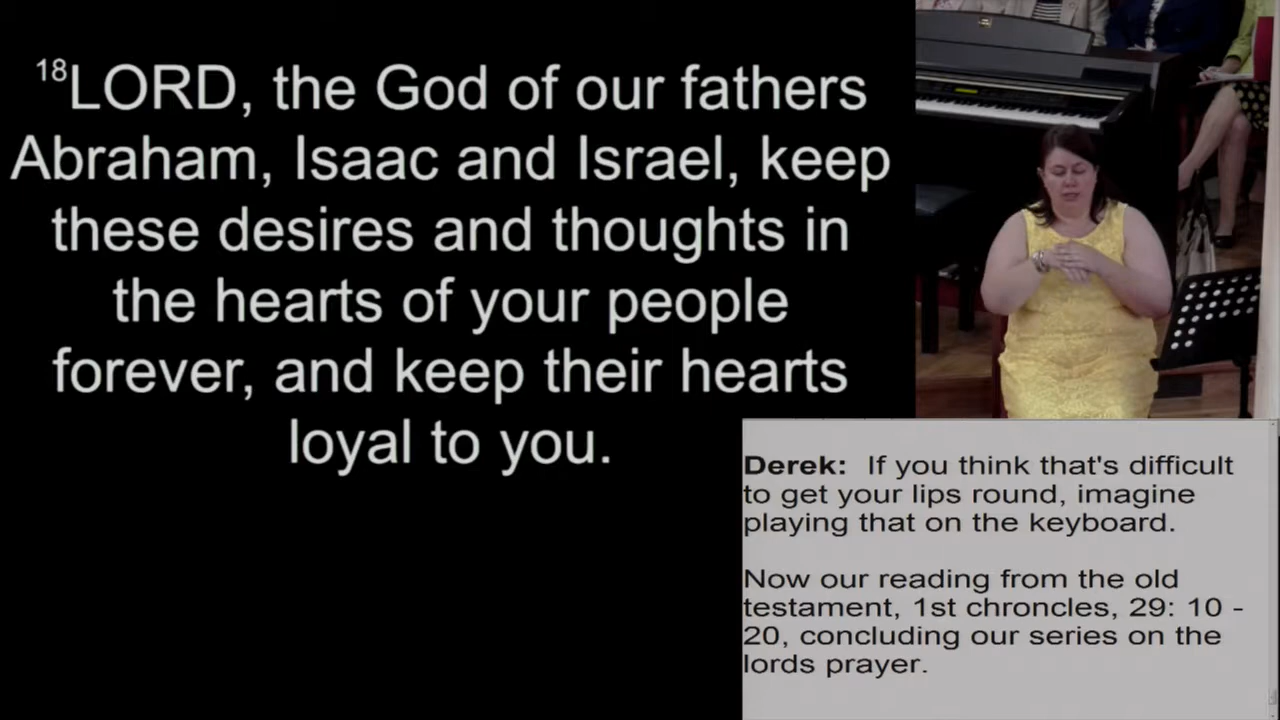 18LORD, the God of our fathers
Abraham, Isaac and Israel, keep
these desires and thoughts in
the hearts of your people
forever, and keep their hearts
loyal to you.
Derek: If you think that's difficult
to get your lips round, imagine
playing that on the keyboard.
Now our reading from the old
testament, 1st chroncles, 29: 10 -
20, concluding our series on the
lords prayer.